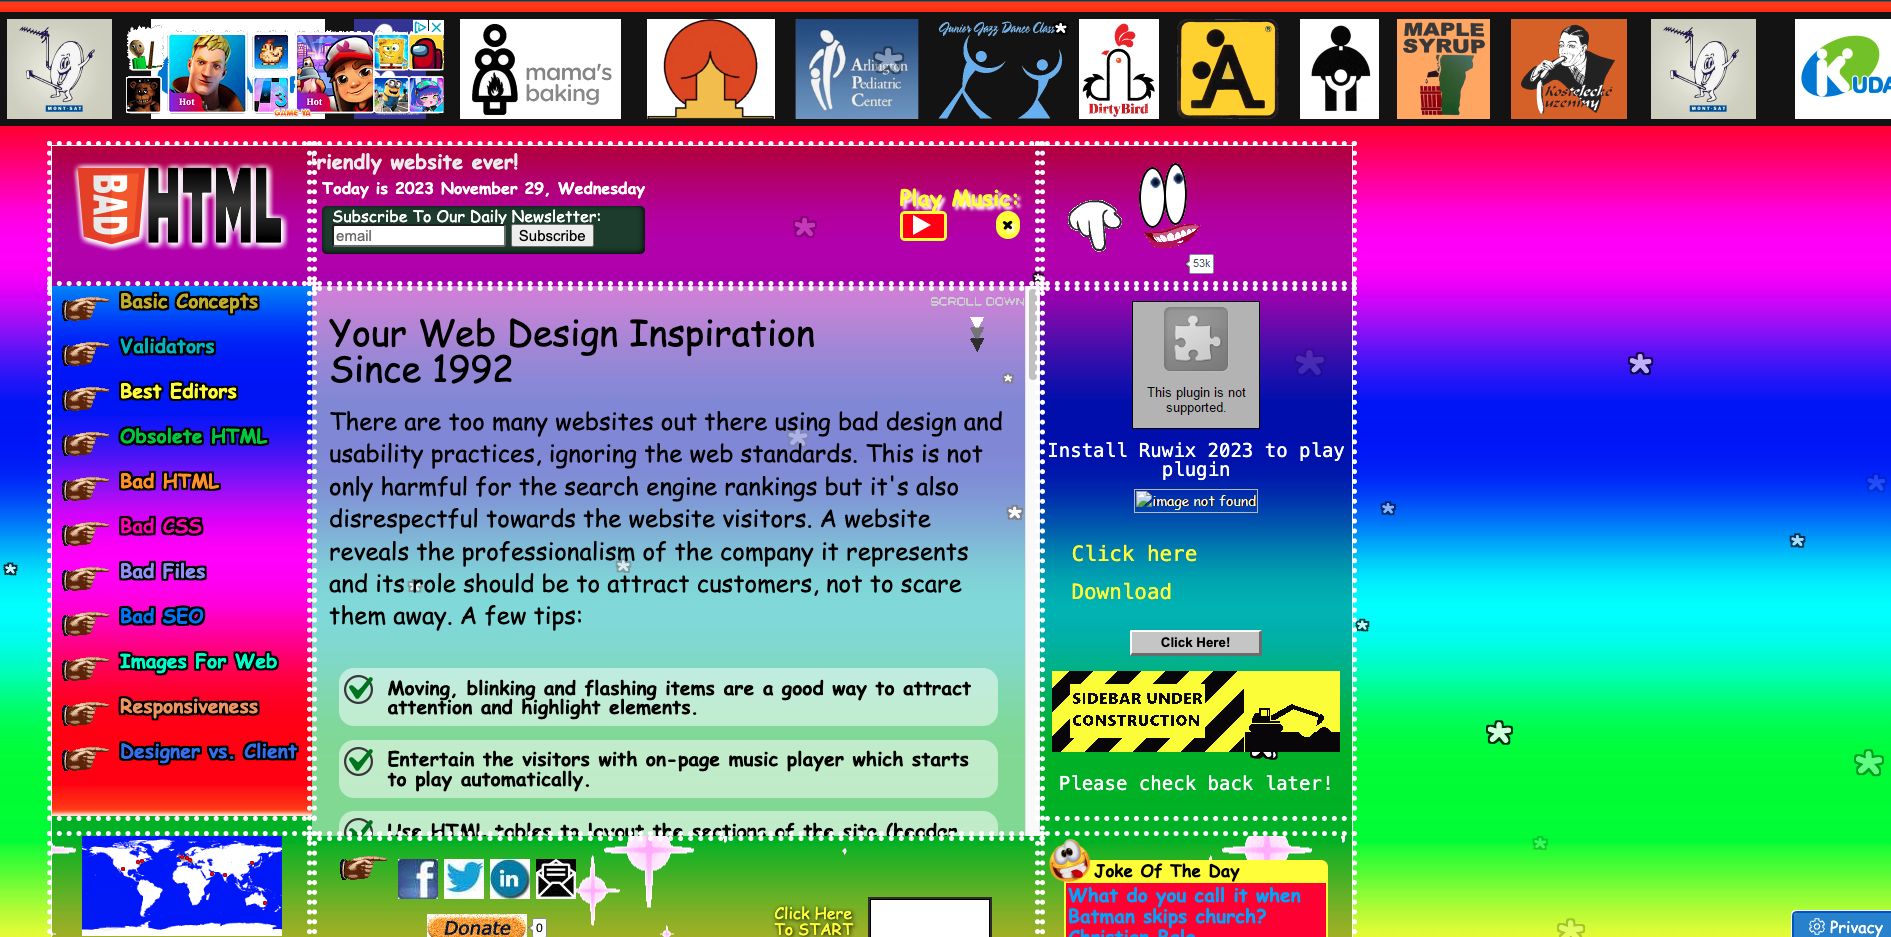 MONT-SAT
Hot
Hot
GAME VA
mama's
baking
Arlington
Pediatric
Center
Junior Jazz Dance Class
DirtyBird
®
A
MAPLE
SYRUP
Kostelecké
uzeniny
MONT-SAT
KUDA
BAD
HTML
riendly website ever!
Today is 2023 November 29, Wednesday
Subscribe To Our Daily Newsletter:
email
Subscribe
Play Music:
53k
Basic Concepts
Validators
Best Editors
Obsolete HTML
Bad HTML
Bad CSS
Bad Files
Bad SEO
Images For Web
Responsiveness
Designer vs. Client
SCROLL DOWN
Your Web Design Inspiration
Since 1992
There are too many websites out there using bad design and
usability practices, ignoring the web standards. This is not
only harmful for the search engine rankings but it's also
disrespectful towards the website visitors. A website
reveals the professionalism of the company it represents
and its role should be to attract customers, not to scare
them away. A few tips:
Moving, blinking and flashing items are a good way to attract
attention and highlight elements.
Entertain the visitors with on-page music player which starts
to play automatically.
Use HTML tables to layout the sections of the site (header,
This plugin is not
supported.
Install Ruwix 2023 to play
plugin
image not found
Click here
Download
Click Here!
SIDEBAR UNDER
CONSTRUCTION
Please check back later!
f
in
Donate
0
Click Here
To START
Joke Of The Day
What do you call it when
Batman skips church?
Christian Bale
Privacy